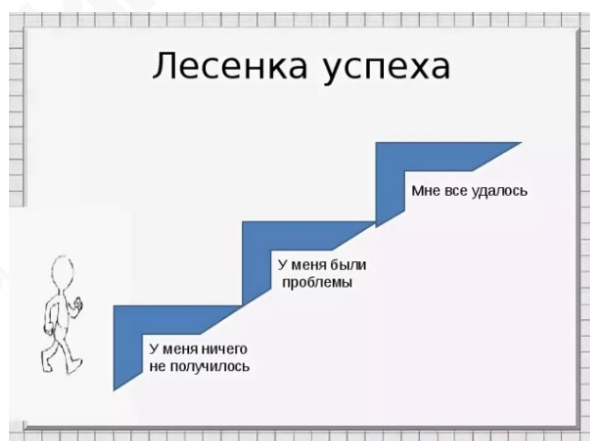 Лесенка успеха
Мне все удалось
У меня были
проблемы
У меня ничего
не получилось